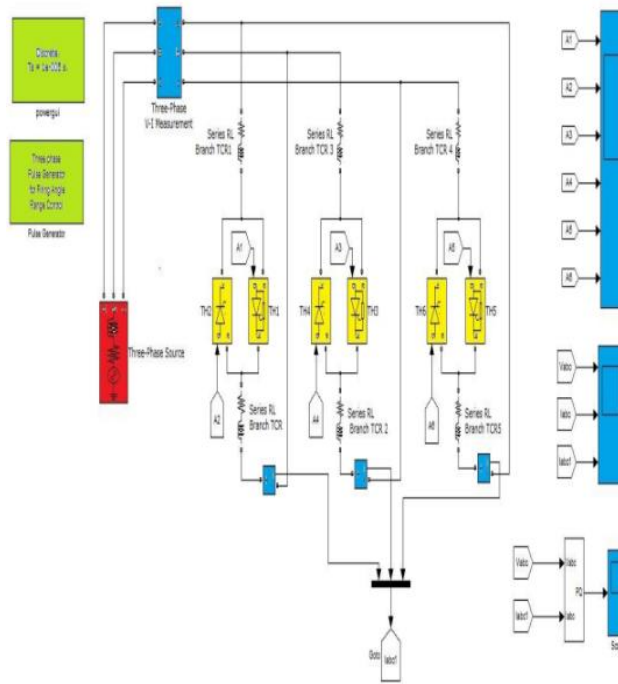 Discrete,
powergui
Three phase
Pulse Generator
for Firing Angle
Range Control
Pulse Generator
Three-Phase
V-I Measurement
Three-Phase Source
Series RL
Branch TCR1
Series RL
Branch TCR 3
Series RL
Branch TCR 4
A1
A3
A5
TH2
TH1
TH4
TH3
TH6
TH5
A2
A4
A6
Series RL
Branch TCR
Series RL
Branch TCR 2
Series RL
Branch TCR5
Goto
Iabc1
A1
A2
A3
A4
A5
A6
Vabc
Iabc
Iabc1
Vabc
Iabc1
Vabc
Iabc
PQ